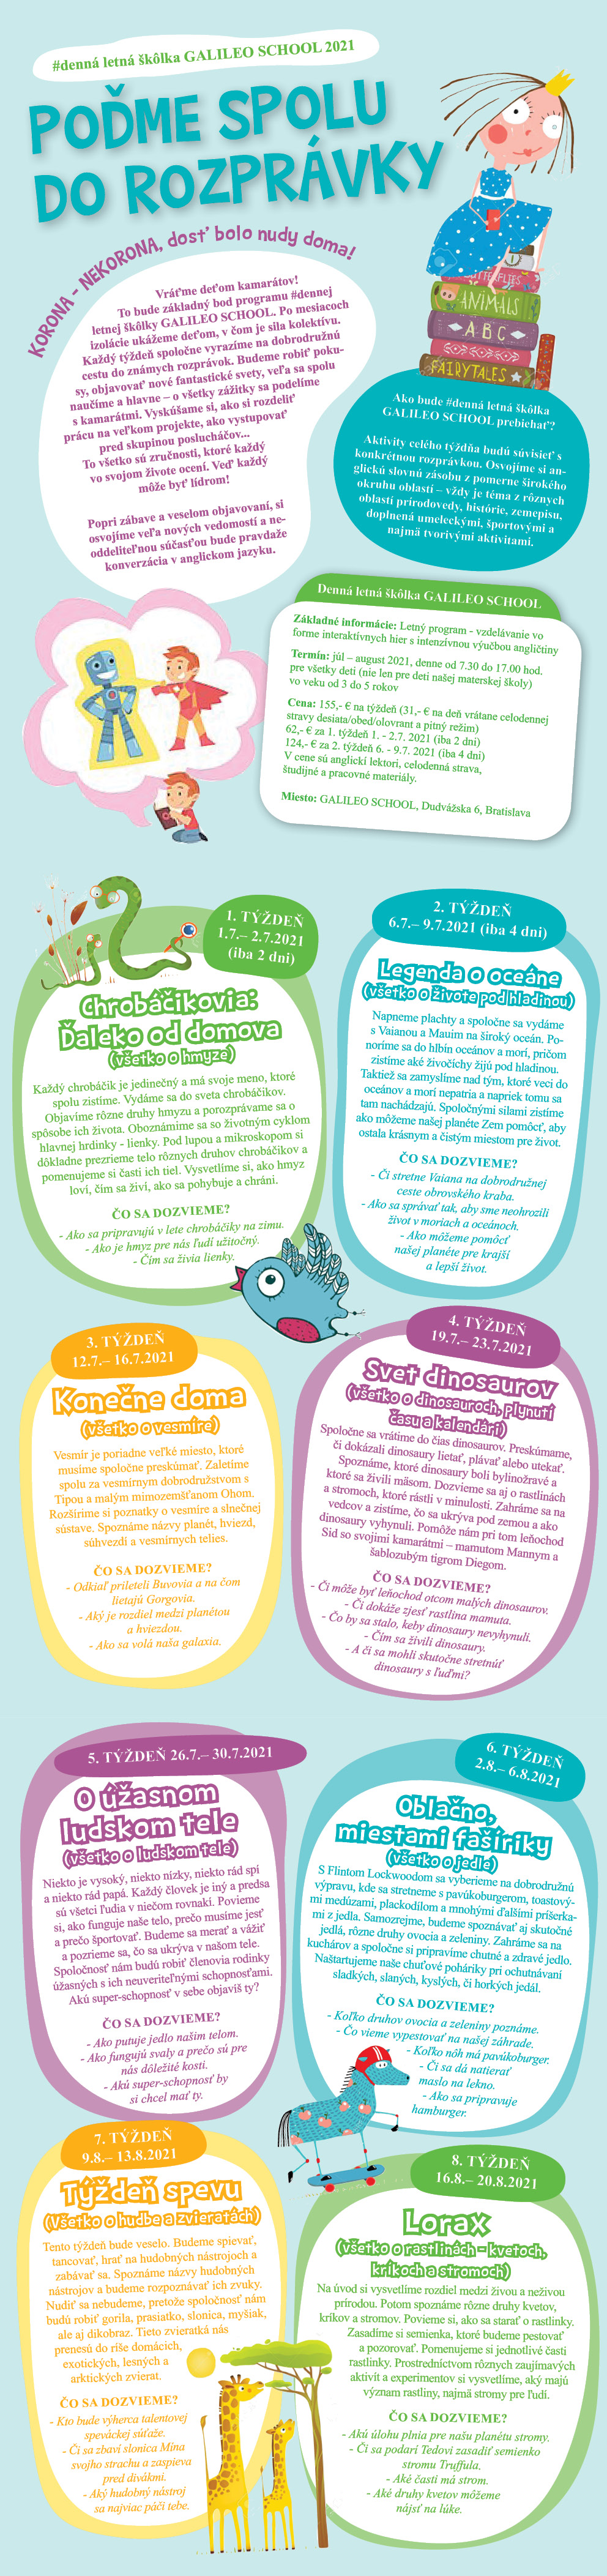 #denná letná škôlka GALILEO SCHOOL 2021
POĎME SPOLU
DO ROZPRÁVKY
KORONA - NEKORONA, dosť bolo nudy doma!
Vráťme deťom kamarátov!
To bude základný bod programu #dennej
letnej škôlky GALILEO SCHOOL. Po mesiacoch
izolácie ukážeme deťom, v čom je sila kolektívu.
Každý týždeň spoločne vyrazíme na dobrodružnú
cestu do známych rozprávok. Budeme robiť poku-
sy, objavovať nové fantastické svety, veľa sa spolu
naučíme a hlavne – o všetky zážitky sa podelíme
s kamarátmi. Vyskúšame si, ako si rozdeliť
prácu na veľkom projekte, ako vystupovať
pred skupinou poslucháčov...
To všetko sú zručnosti, ktoré každý
vo svojom živote ocení. Veď každý
môže byť lídrom!
Popri zábave a veselom objavovaní, si
osvojíme veľa nových vedomostí a ne-
oddeliteľnou súčasťou bude pravdaže
konverzácia v anglickom jazyku.
BUTTERFLIES
ANIMALS
ABC
FAIRYTALES
Ako bude #denná letná škôlka
GALILEO SCHOOL prebiehať?
Aktivity celého týždňa budú súvisieť s
konkrétnou rozprávkou. Osvojíme si an-
glickú slovnú zásobu z pomerne širokého
okruhu oblastí – vždy je téma z rôznych
oblastí prírodovedy, histórie, zemepisu,
doplnená umeleckými, športovými a
najmä tvorivými aktivitami.
Denná letná škôlka GALILEO SCHOOL
Základné informácie: Letný program - vzdelávanie vo
forme interaktívnych hier s intenzívnou výučbou angličtiny
Termín: júl – august 2021, denne od 7.30 do 17.00 hod.
pre všetky deti (nie len pre deti našej materskej školy)
vo veku od 3 do 5 rokov
Cena: 155,- € na týždeň (31,- € na deň vrátane celodennej
stravy desiata/obed/olovrant a pitný režim)
62,- € za 1. týždeň 1. - 2.7. 2021 (iba 2 dni)
124,- € za 2. týždeň 6. - 9.7. 2021 (iba 4 dni)
V cene sú anglickí lektori, celodenná strava,
študijné a pracovné materiály.
Miesto: GALILEO SCHOOL, Dudvážska 6, Bratislava
1. TÝŽDEŇ
1.7.– 2.7.2021
(iba 2 dni)
Chrobáčikovia:
Ďaleko od domova
(všetko o hmyze)
Každý chrobáčik je jedinečný a má svoje meno, ktoré
spolu zistíme. Vydáme sa do sveta chrobáčikov.
Objavíme rôzne druhy hmyzu a porozprávame sa o
spôsobe ich života. Oboznámime sa so životným cyklom
hlavnej hrdinky - lienky. Pod lupou a mikroskopom si
dôkladne prezrieme telo rôznych druhov chrobáčikov a
pomenujeme si časti ich tiel. Vysvetlíme si, ako hmyz
loví, čím sa živí, ako sa pohybuje a chráni.
ČO SA DOZVIEME?
- Ako sa pripravujú v lete chrobáčiky na zimu.
- Ako je hmyz pre nás ľudí užitočný.
- Čím sa živia lienky.
2. TÝŽDEŇ
6.7.– 9.7.2021 (iba 4 dni)
Legenda o oceáne
(všetko o živote pod hladinou)
Napneme plachty a spoločne sa vydáme
s Vaianou a Mauim na široký oceán. Po-
noríme sa do hlbín oceánov a morí, pričom
zistíme aké živočíchy žijú pod hladinou.
Taktiež sa zamyslíme nad tým, ktoré veci do
oceánov a morí nepatria a napriek tomu sa
tam nachádzajú. Spoločnými silami zistíme
ako môžeme našej planéte Zem pomôcť, aby
ostala krásnym a čistým miestom pre život.
ČO SA DOZVIEME?
- Či stretne Vaiana na dobrodružnej
ceste obrovského kraba.
- Ako sa správať tak, aby sme neohrozili
život v moriach a oceánoch.
- Ako môžeme pomôcť
našej planéte pre krajší
a lepší život.
3. TÝŽDEŇ
12.7.– 16.7.2021
Konečne doma
(všetko o vesmíre)
Vesmír je poriadne veľké miesto, ktoré
musíme spoločne preskúmať. Zaletíme
spolu za vesmírnym dobrodružstvom s
Tipou a malým mimozemšťanom Ohom.
Rozšírime si poznatky o vesmíre a slnečnej
sústave. Spoznáme názvy planét, hviezd,
súhvezdí a vesmírnych telies.
ČO SA DOZVIEME?
- Odkiaľ prileteli Buvovia a na čom
lietajú Gorgovia.
- Aký je rozdiel medzi planétou
a hviezdou.
- Ako sa volá naša galaxia.
4. TÝŽDEŇ
19.7.– 23.7.2021
Svet dinosaurov
(všetko o dinosauroch, plynutí
času a kalendári)
Spoločne sa vrátime do čias dinosaurov. Preskúmame,
či dokázali dinosaury lietať, plávať alebo utekať.
Spoznáme, ktoré dinosaury boli bylinožravé a
ktoré sa živili mäsom. Dozvieme sa aj o rastlinách
a stromoch, ktoré rástli v minulosti. Zahráme sa na
vedcov a zistíme, čo sa ukrýva pod zemou a ako
dinosaury vyhynuli. Pomôže nám pri tom leňochod
Sid so svojimi kamarátmi – mamutom Mannym a
šablozubým tigrom Diegom.
ČO SA DOZVIEME?
- Či môže byť leňochod otcom malých dinosaurov.
- Či dokáže zjesť rastlina mamuta.
- Čo by sa stalo, keby dinosaury nevyhynuli.
- Čím sa živili dinosaury.
- A či sa mohli skutočne stretnúť
dinosaury s ľuďmi?
5. TÝŽDEŇ 26.7.– 30.7.2021
O úžasnom
ľudskom tele
(všetko o ľudskom tele)
Niekto je vysoký, niekto nízky, niekto rád spí
a niekto rád papá. Každý človek je iný a predsa
sú všetci ľudia v niečom rovnakí. Povieme
si, ako funguje naše telo, prečo musíme jesť
a prečo športovať. Budeme sa merať a vážiť
a pozrieme sa, čo sa ukrýva v našom tele.
Spoločnosť nám budú robiť členovia rodinky
úžasných s ich neuveriteľnými schopnosťami.
Akú super-schopnosť v sebe objavíš ty?
ČO SA DOZVIEME?
- Ako putuje jedlo naším telom.
- Ako fungujú svaly a prečo sú pre
nás dôležité kosti.
- Akú super-schopnosť by
si chcel mať ty.
6. TÝŽDEŇ
2.8.– 6.8.2021
Oblačno,
miestami fašíriky
(všetko o jedle)
S Flintom Lockwoodom sa vyberieme na dobrodružnú
výpravu, kde sa stretneme s pavúkoburgerom, toastový-
mi medúzami, plackodilom a mnohými ďalšími príšerka-
mi z jedla. Samozrejme, budeme spoznávať aj skutočné
jedlá, rôzne druhy ovocia a zeleniny. Zahráme sa na
kuchárov a spoločne si pripravíme chutné a zdravé jedlo.
Naštartujeme naše chuťové poháriky pri ochutnávaní
sladkých, slaných, kyslých, či horkých jedál.
ČO SA DOZVIEME?
- Koľko druhov ovocia a zeleniny poznáme.
- Čo vieme vypestovať na našej záhrade.
- Koľko nôh má pavúkoburger.
- Či sa dá natierať
maslo na lekno.
- Ako sa pripravuje
hamburger.
7. TÝŽDEŇ
9.8.– 13.8.2021
Týždeň spevu
(všetko o hudbe a zvieratách)
Tento týždeň bude veselo. Budeme spievať,
tancovať, hrať na hudobných nástrojoch a
zabávať sa. Spoznáme názvy hudobných
nástrojov a budeme rozpoznávať ich zvuky.
Nudiť sa nebudeme, pretože spoločnosť nám
budú robiť gorila, prasiatko, slonica, myšiak,
ale aj dikobraz. Tieto zvieratká nás
prenesú do ríše domácich,
exotických, lesných a
arktických zvierat.
ČO SA DOZVIEME?
- Kto bude výherca talentovej
speváckej súťaže.
- Či sa zbaví slonica Mína
svojho strachu a zaspieva
pred divákmi.
- Aký hudobný nástroj
sa najviac páči tebe.
8. TÝŽDEŇ
16.8.– 20.8.2021
Lorax
(všetko o rastlinách - kvetoch,
kríkoch a stromoch)
Na úvod si vysvetlíme rozdiel medzi živou a neživou
prírodou. Potom spoznáme rôzne druhy kvetov,
kríkov a stromov. Povieme si, ako sa starať o rastlinky.
Zasadíme si semienka, ktoré budeme pestovať
a pozorovať. Pomenujeme si jednotlivé časti
rastlinky. Prostredníctvom rôznych zaujímavých
aktivít a experimentov si vysvetlíme, aký majú
význam rastliny, najmä stromy pre ľudí.
ČO SA DOZVIEME?
- Akú úlohu plnia pre našu planétu stromy.
- Či sa podarí Tedovi zasadiť semienko
stromu Truffula.
- Aké časti má strom.
- Aké druhy kvetov môžeme
nájsť na lúke.